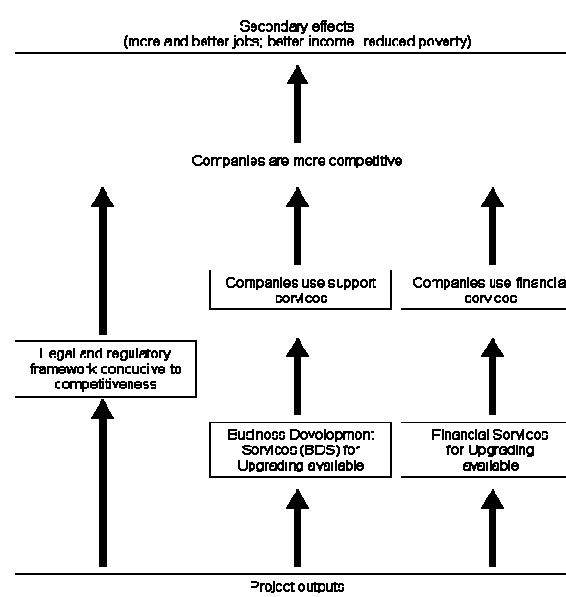 Secondary effects
(more and better jobs; better income reduced poverty)
Companies are more competitive
Companies use support
services
Companies use financia
services
Legal and regulatory
framework conducive to
competitiveness
Business Development
Services (BDS) for
Upgrading available
Financial Services
for Upgrading
available
Project outputs